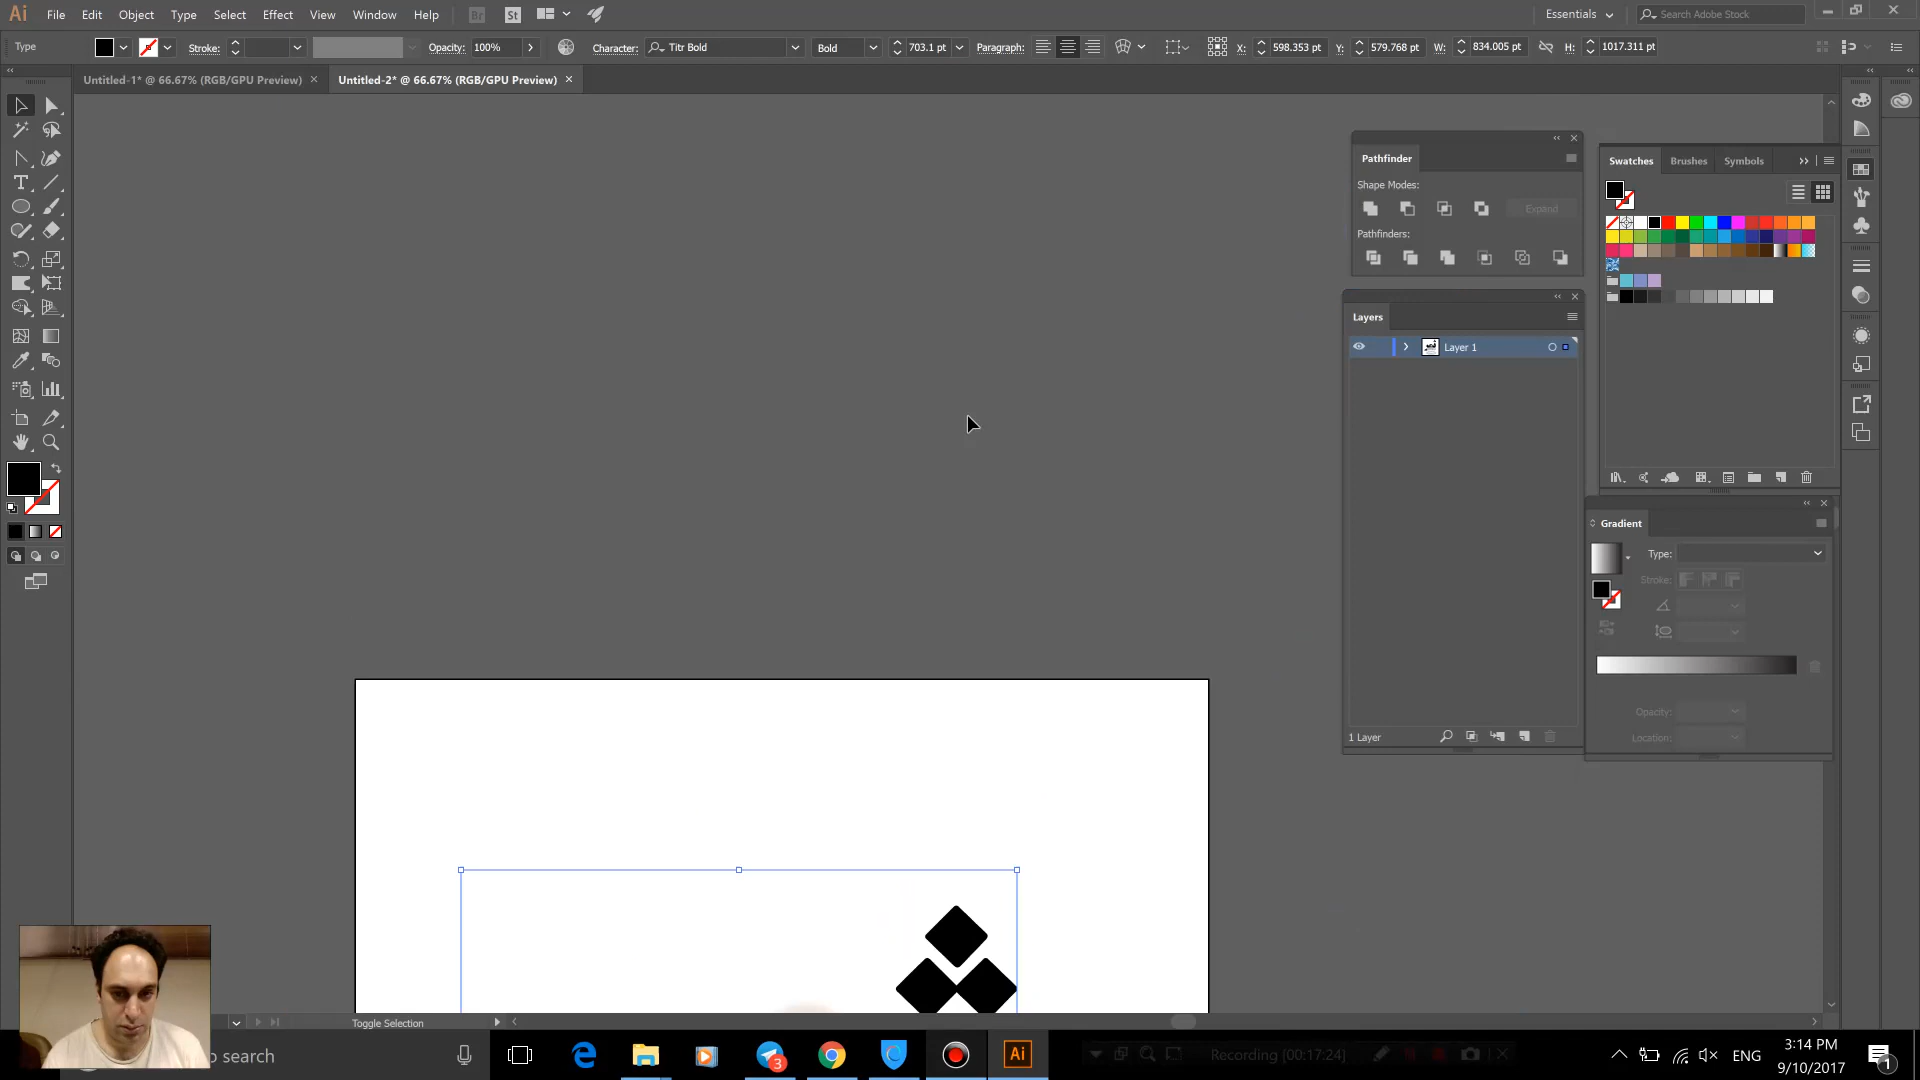 Ai File Edit Object Type Select Effect View Window Help Br St Essentials Search Adobe Stock
Type Stroke: Opacity: 100% Character: Titr Bold Bold 703.1 pt Paragraph: X: 598.353 pt Y: 579.768 pt W: 834.005 pt H: 1017.311 pt
Untitled-1* @ 66.67% (RGB/GPU Preview) Untitled-2* @ 66.67% (RGB/GPU Preview)
Pathfinder
Shape Modes:
Expand
Pathfinders:
Swatches Brushes Symbols
Layers
Layer 1
1 Layer
Gradient
Type:
Stroke:
Opacity:
Location:
Toggle Selection
o search
3
Recording [00:17:24]
Ai
ENG
3:14 PM
9/10/2017
1